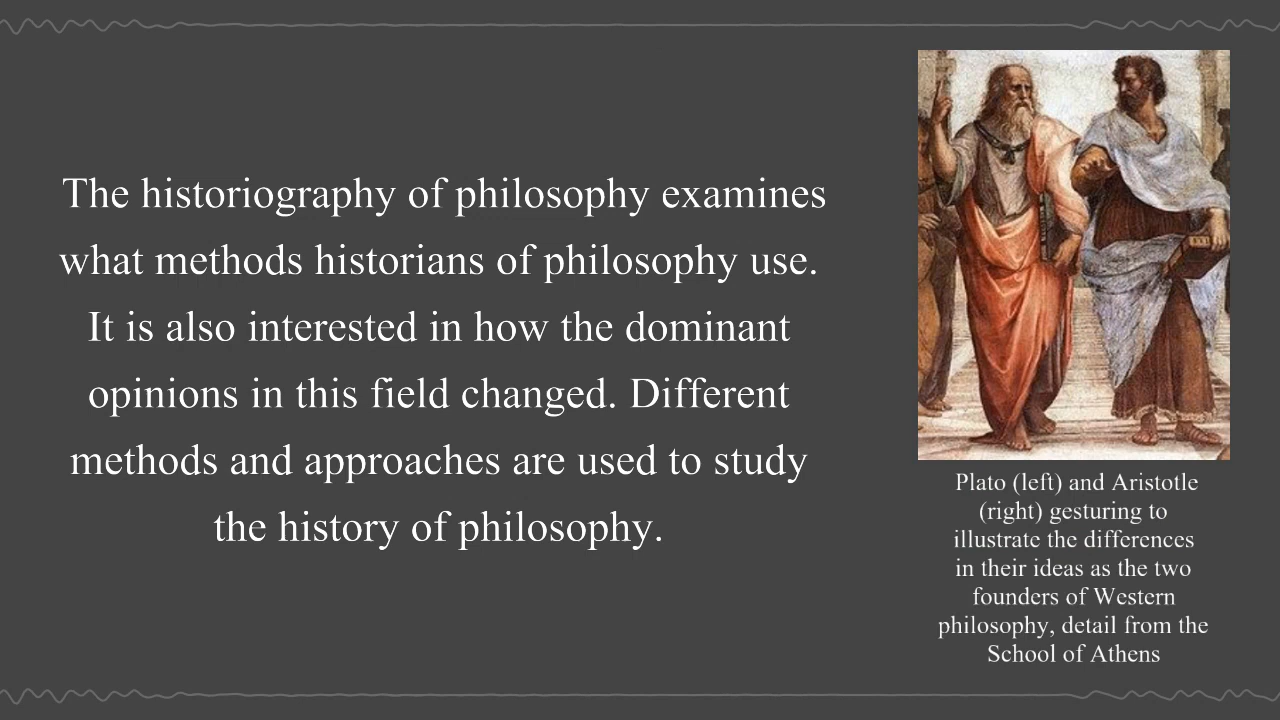 The historiography of philosophy examines
what methods historians of philosophy use.
It is also interested in how the dominant
opinions in this field changed. Different
methods and approaches are used to study
the history of philosophy.
Plato (left) and Aristotle
(right) gesturing to
illustrate the differences
in their ideas as the two
founders of Western
philosophy, detail from the
School of Athens